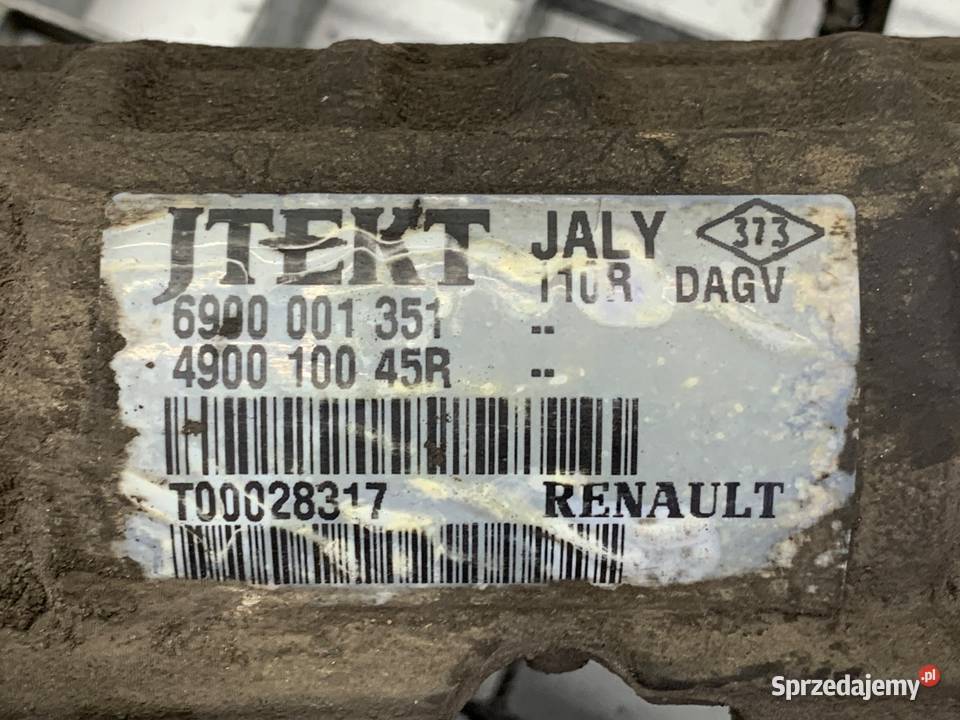 JTEKT JALY 373
110R DAGV
6900 001 351 --
4900 100 45R --
T00028317 RENAULT
Sprzedajemy.pl